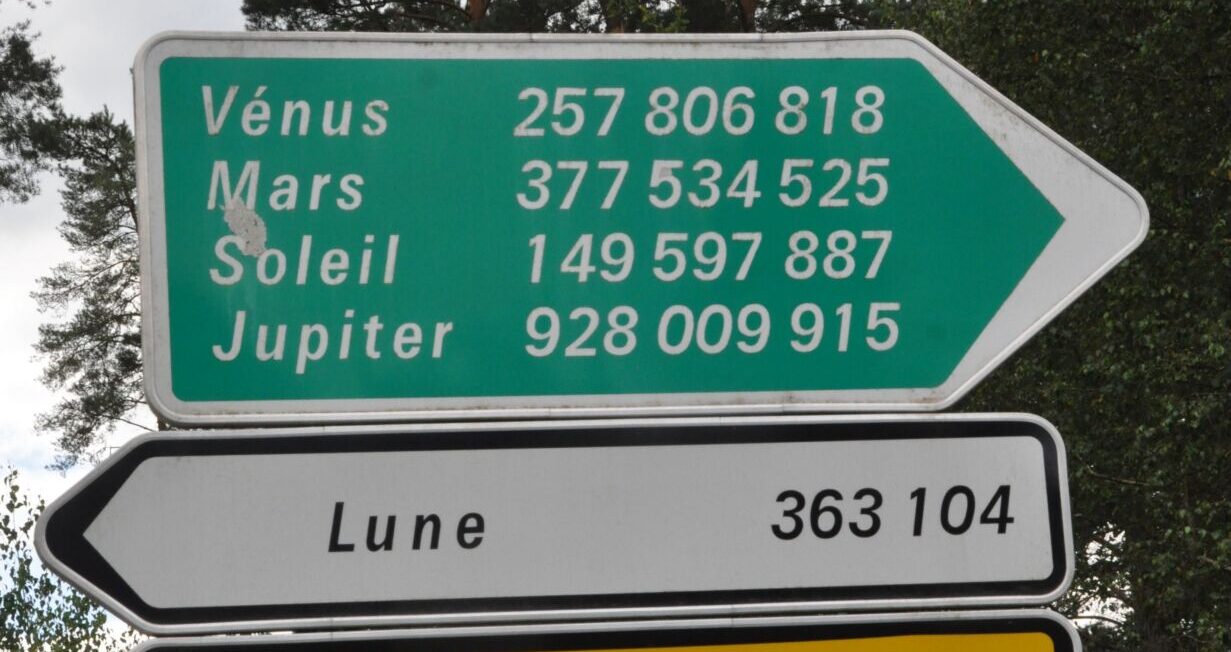 Vénus 257 806 818
Mars 377 534 525
Soleil 149 597 887
Jupiter 928 009 915
Lune 363 104